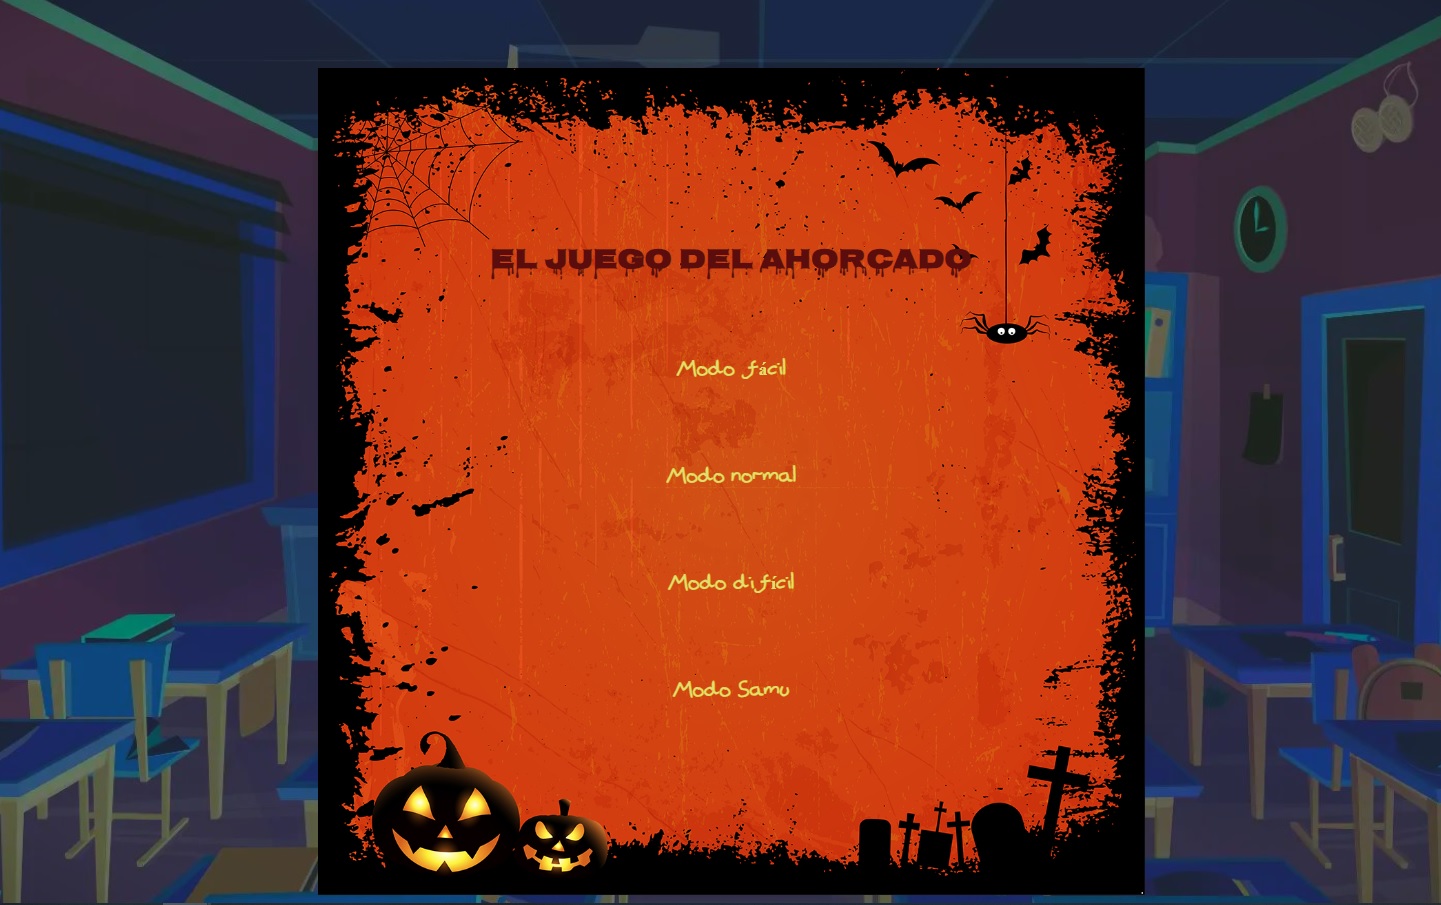 EL JUEGO DEL AHORCADO
Modo fácil
Modo normal
Modo difícil
Modo Samu